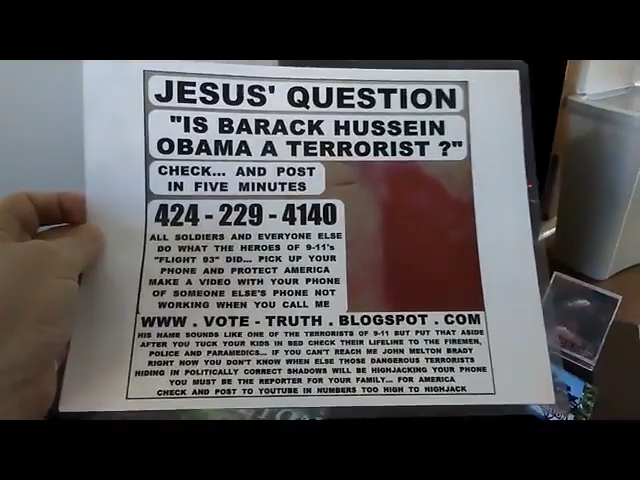 JESUS' QUESTION
"IS BARACK HUSSEIN
OBAMA A TERRORIST ?"
CHECK... AND POST
IN FIVE MINUTES
424 - 229 - 4140
ALL SOLDIERS AND EVERYONE ELSE
DO WHAT THE HEROES OF 9-11's
"FLIGHT 93" DID... PICK UP YOUR
PHONE AND PROTECT AMERICA
MAKE A VIDEO WITH YOUR PHONE
OF SOMEONE ELSE'S PHONE NOT
WORKING WHEN YOU CALL ME
WWW . VOTE - TRUTH . BLOGSPOT . COM
HIS NAME SOUNDS LIKE ONE OF THE TERRORISTS OF 9-11 BUT PUT THAT ASIDE
AFTER YOU TUCK YOUR KIDS IN BED CHECK THEIR LIFELINE TO THE FIREMEN,
POLICE AND PARAMEDICS... IF YOU CAN'T REACH ME JOHN MELTON BRADY
RIGHT NOW YOU DON'T KNOW WHEN ELSE THOSE DANGEROUS TERRORISTS
HIDING IN POLITICALLY CORRECT SHADOWS WILL BE HIGHJACKING YOUR PHONE
YOU MUST BE THE REPORTER FOR YOUR FAMILY... FOR AMERICA
CHECK AND POST TO YOUTUBE IN NUMBERS TOO HIGH TO HIGHJACK